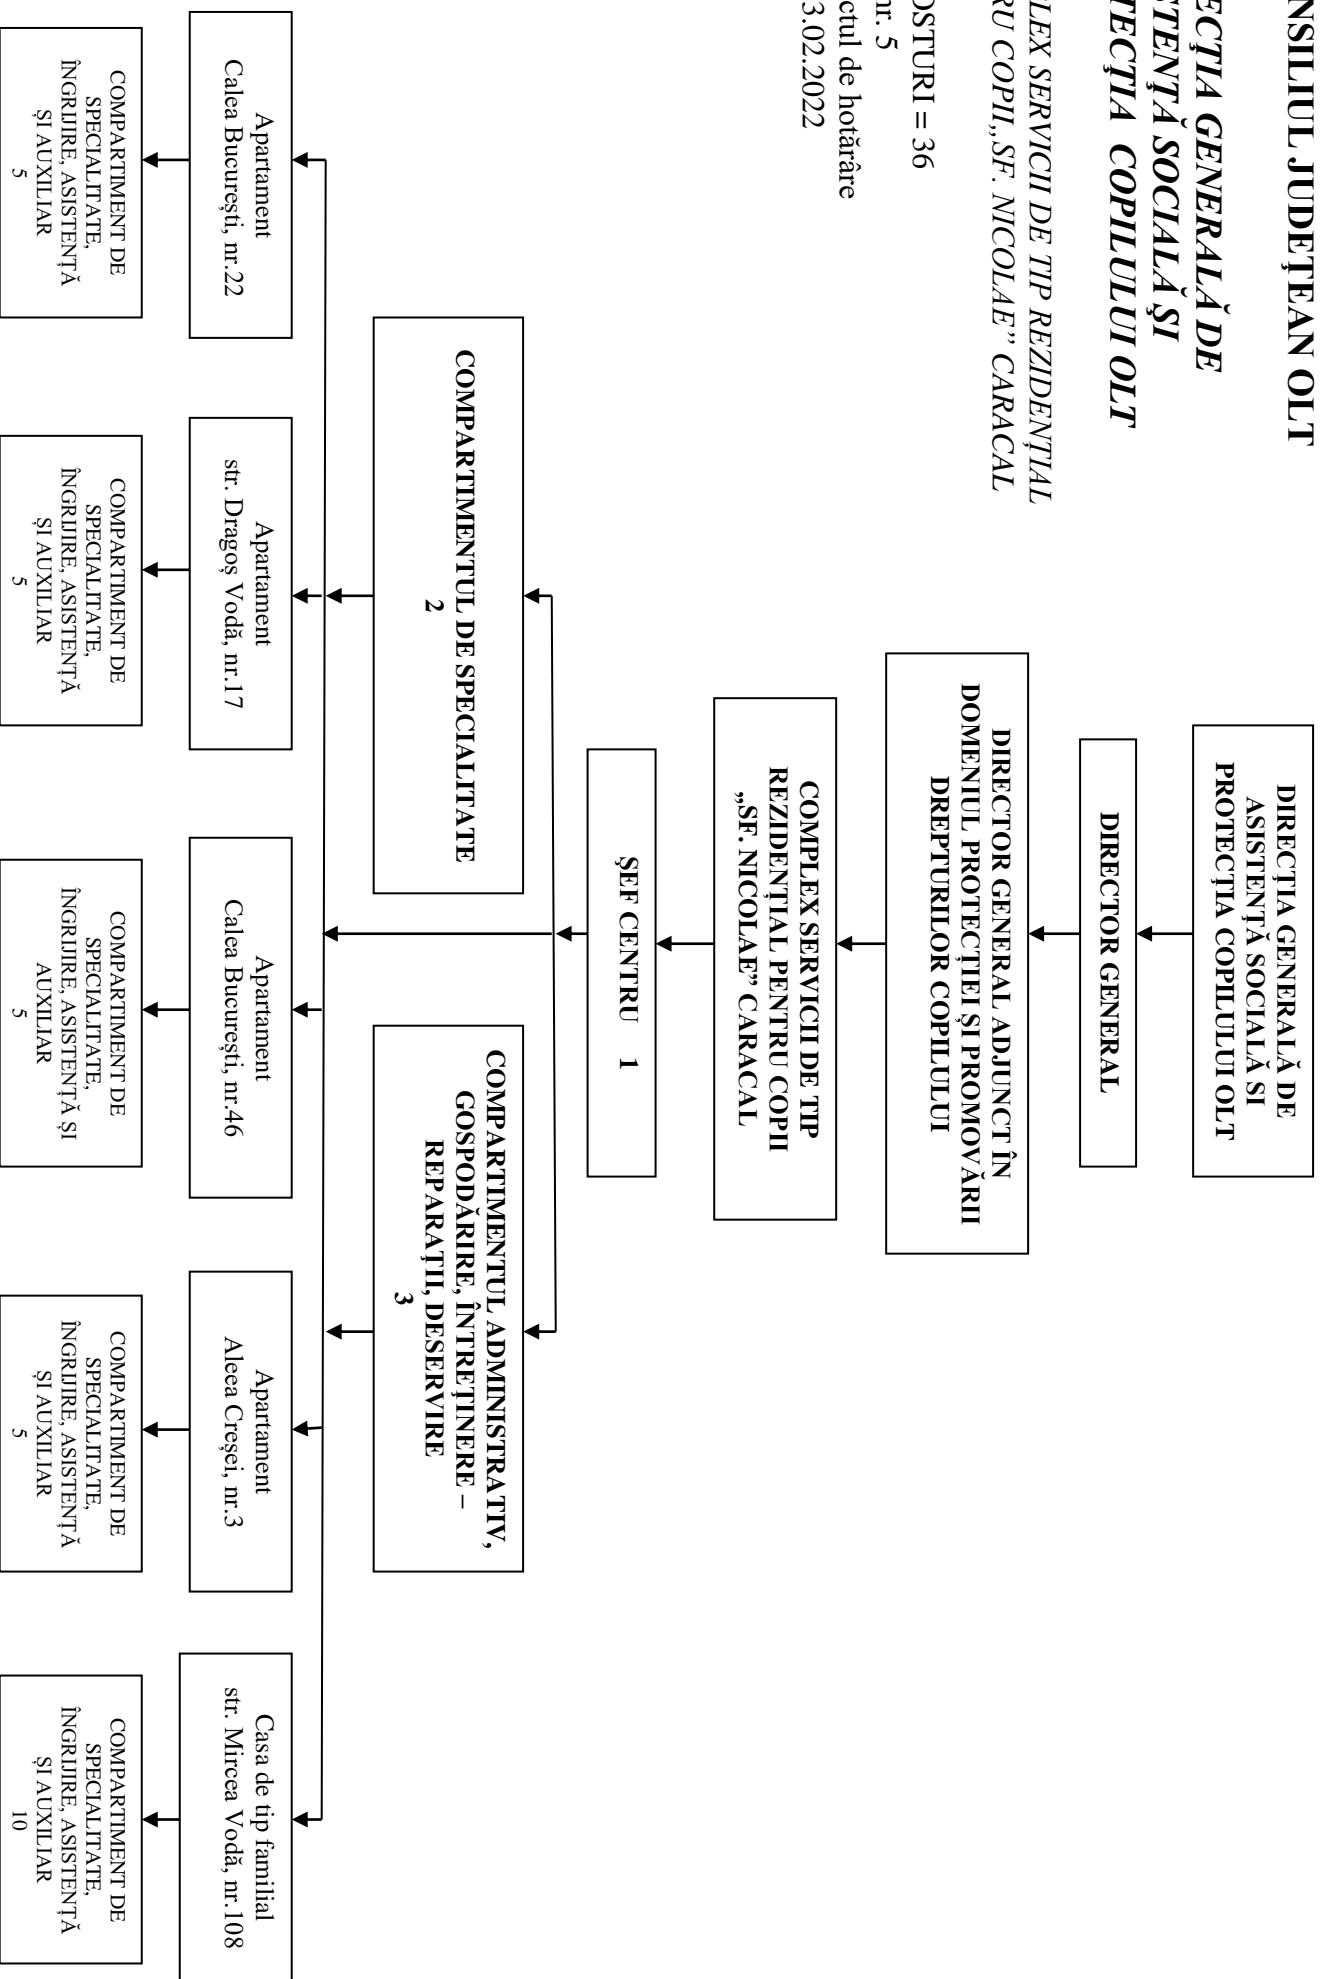 NSILIUL JUDEȚEAN OLT
ECȚIA GENERALĂ DE
STENȚĂ SOCIALĂ ȘI
TECȚIA COPILULUI OLT
LEX SERVICII DE TIP REZIDENȚIAL
RU COPII,,SF. NICOLAE” CARACAL
OSTURI = 36
nr. 5
ctul de hotărâre
3.02.2022
DIRECȚIA GENERALĂ DE
ASISTENȚĂ SOCIALĂ SI
PROTECȚIA COPILULUI OLT
DIRECTOR GENERAL
DIRECTOR GENERAL ADJUNCT ÎN
DOMENIUL PROTECȚIEI ȘI PROMOVĂRII
DREPTURILOR COPILULUI
COMPLEX SERVICII DE TIP
REZIDENȚIAL PENTRU COPII
„SF. NICOLAE” CARACAL
ȘEF CENTRU 1
COMPARTIMENTUL DE SPECIALITATE
2
COMPARTIMENTUL ADMINISTRATIV,
GOSPODĂRIRE, ÎNTREȚINERE –
REPARAȚII, DESERVIRE
3
Apartament
Calea București, nr.22
Apartament
str. Dragoș Vodă, nr.17
Apartament
Calea București, nr.46
Apartament
Aleea Creșei, nr.3
Casa de tip familial
str. Mircea Vodă, nr.108
COMPARTIMENT DE
SPECIALITATE,
ÎNGRIJIRE, ASISTENȚĂ
ȘI AUXILIAR
5
COMPARTIMENT DE
SPECIALITATE,
ÎNGRIJIRE, ASISTENȚĂ
ȘI AUXILIAR
5
COMPARTIMENT DE
SPECIALITATE,
ÎNGRIJIRE, ASISTENȚĂ ȘI
AUXILIAR
5
COMPARTIMENT DE
SPECIALITATE,
ÎNGRIJIRE, ASISTENȚĂ
ȘI AUXILIAR
5
COMPARTIMENT DE
SPECIALITATE,
ÎNGRIJIRE, ASISTENȚĂ
ȘI AUXILIAR
10